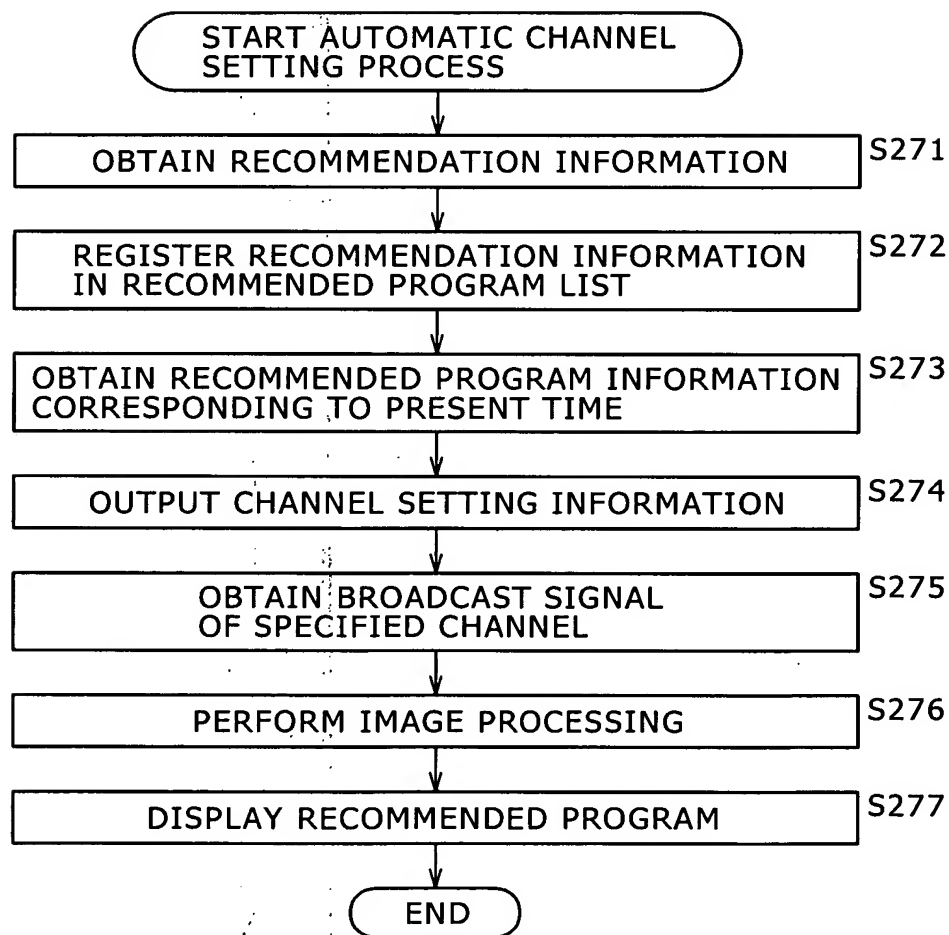 START AUTOMATIC CHANNEL
SETTING PROCESS
OBTAIN RECOMMENDATION INFORMATION
S271
REGISTER RECOMMENDATION INFORMATION
IN RECOMMENDED PROGRAM LIST
S272
OBTAIN RECOMMENDED PROGRAM INFORMATION
CORRESPONDING TO PRESENT TIME
S273
OUTPUT CHANNEL SETTING INFORMATION
S274
OBTAIN BROADCAST SIGNAL
OF SPECIFIED CHANNEL
S275
PERFORM IMAGE PROCESSING
S276
DISPLAY RECOMMENDED PROGRAM
S277
END